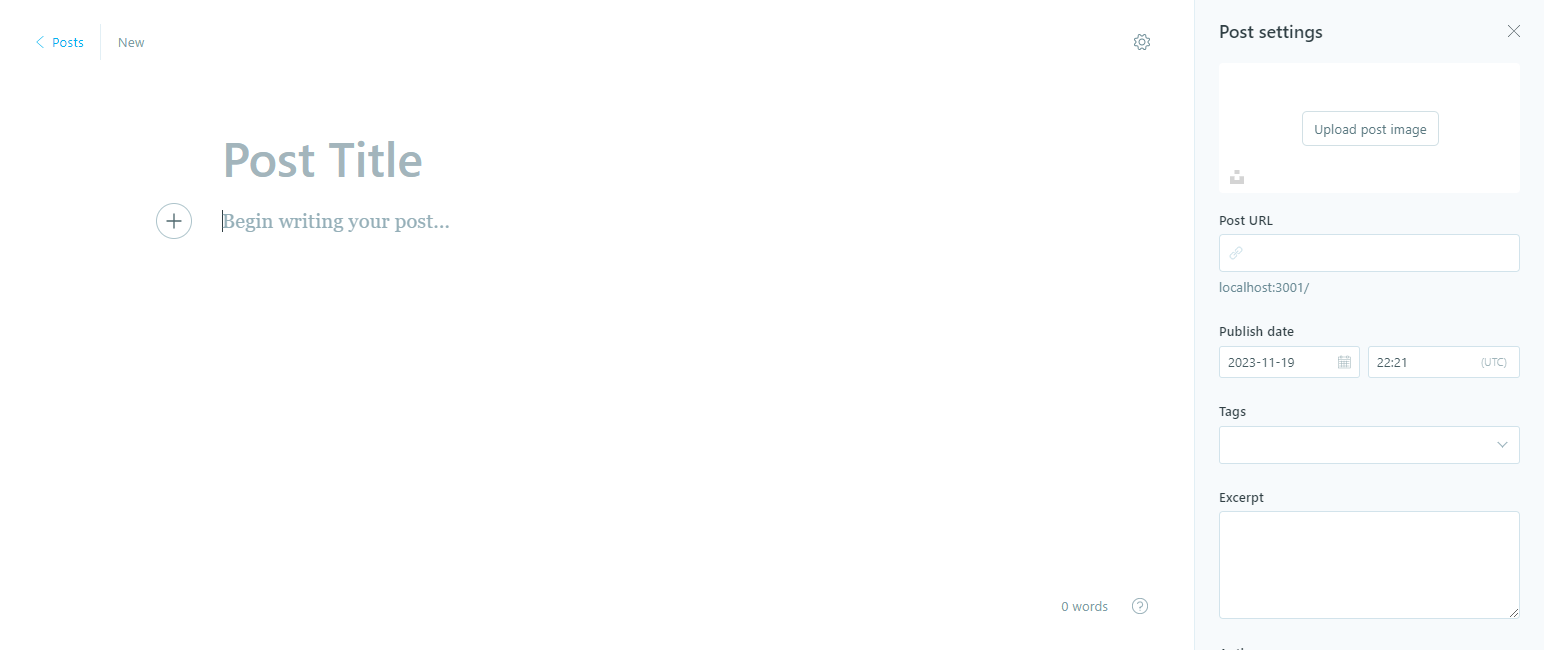 Posts
New
Post Title
Begin writing your post...
0 words
?
Post settings
Upload post image
Post URL
localhost:3001/
Publish date
2023-11-19
22:21 (UTC)
Tags
Excerpt